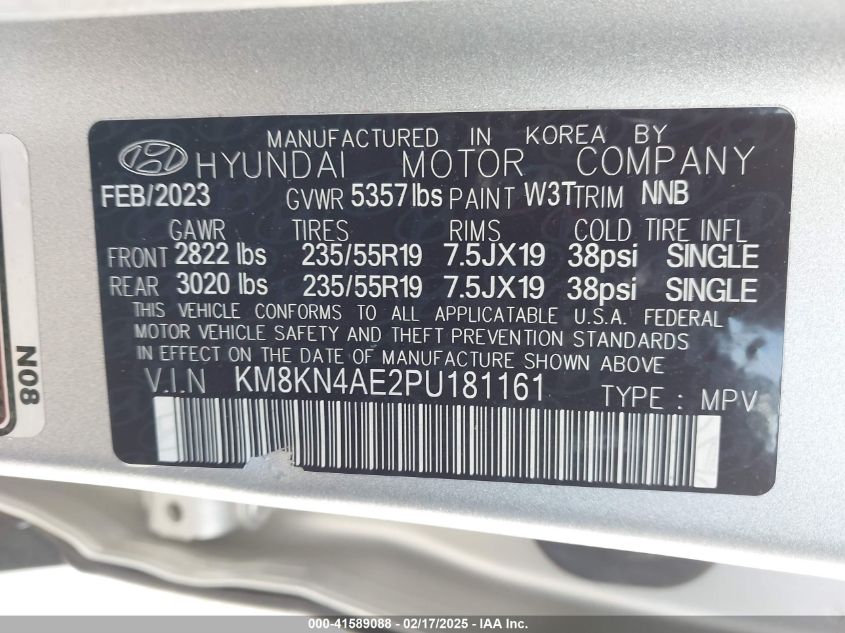 MANUFACTURED IN KOREA BY
HYUNDAI MOTOR COMPANY
FEB/2023 GVWR 5357 lbs PAINT W3T TRIM NNB
GAWR TIRES RIMS COLD TIRE INFL
FRONT 2822 lbs 235/55R19 7.5JX19 38psi SINGLE
REAR 3020 lbs 235/55R19 7.5JX19 38psi SINGLE
THIS VEHICLE CONFORMS TO ALL APPLICATABLE U.S.A. FEDERAL
MOTOR VEHICLE SAFETY AND THEFT PREVENTION STANDARDS
IN EFFECT ON THE DATE OF MANUFACTURE SHOWN ABOVE
V.I.N KM8KN4AE2PU181161 TYPE : MPV
N08
000-41589088 - 02/17/2025 - IAA Inc.